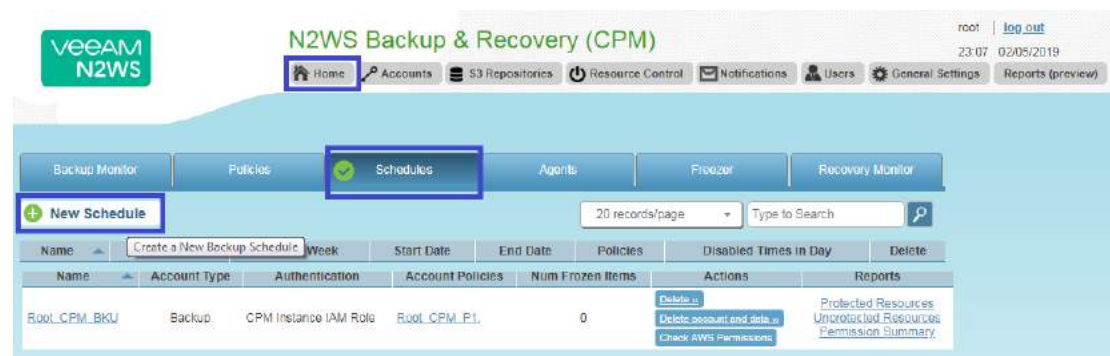 VEEAM
N2WS
N2WS Backup & Recovery (CPM)
root | log out
23:07 02/05/2019
Home Accounts S3 Repositories Resource Control Notifications Users General Settings Reports (preview)
Backup Monitor Policies Schedules Agents Freezer Recovery Monitor
New Schedule 20 records/page Type to Search
Name Week Start Date End Date Policies Disabled Times in Day Delete
Create a New Backup Schedule
Name Account Type Authentication Account Policies Num Frozen Items Actions Reports
Root_CPM_BKU Backup CPM Instance IAM Role Root_CPM_P1, 0
Delete »
Delete account and data »
Check AWS Permissions
Protected Resources
Unprotected Resources
Permission Summary